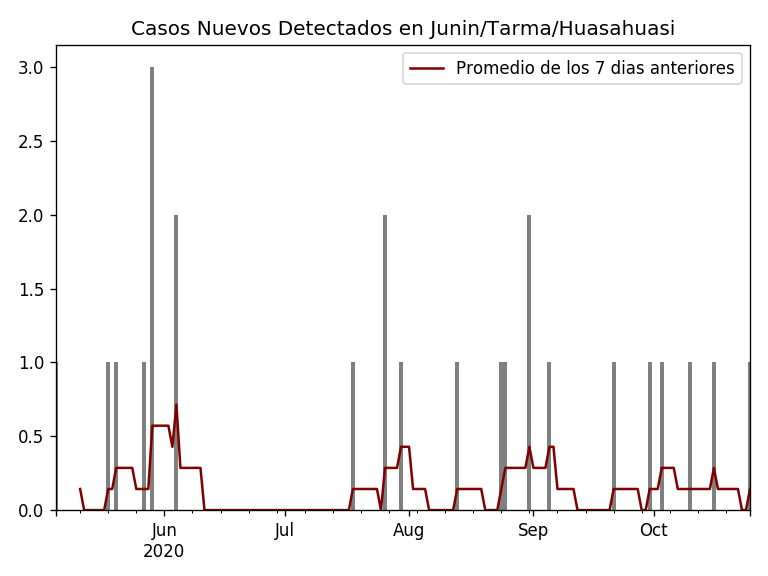 Casos Nuevos Detectados en Junin/Tarma/Huasahuasi
Promedio de los 7 dias anteriores
3.0
2.5
2.0
1.5
1.0
0.5
0.0
Jun Jul Aug Sep Oct
2020